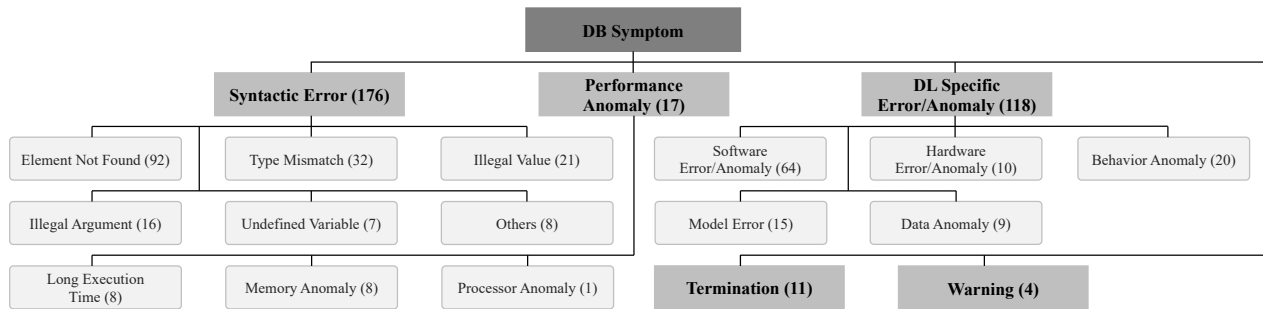 DB Symptom
Syntactic Error (176)
Performance
Anomaly (17)
DL Specific
Error/Anomaly (118)
Element Not Found (92)
Type Mismatch (32)
Illegal Value (21)
Software
Error/Anomaly (64)
Hardware
Error/Anomaly (10)
Behavior Anomaly (20)
Illegal Argument (16)
Undefined Variable (7)
Others (8)
Model Error (15)
Data Anomaly (9)
Long Execution
Time (8)
Memory Anomaly (8)
Processor Anomaly (1)
Termination (11)
Warning (4)